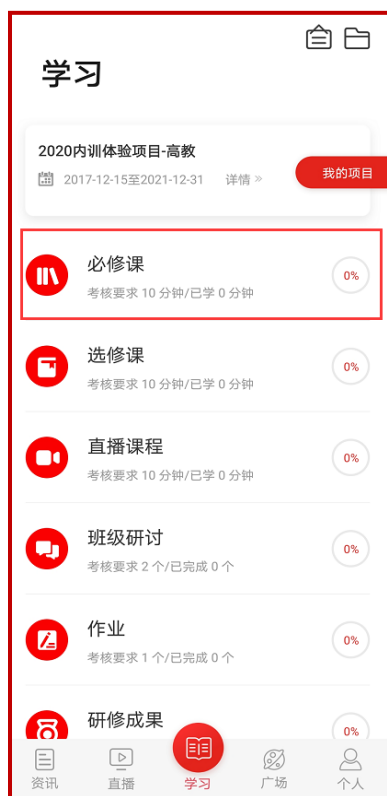 学习
2020内训体验项目-高教
2017-12-15至2021-12-31 详情 »
我的项目
必修课
考核要求 10 分钟/已学 0 分钟
0%
选修课
考核要求 10 分钟/已学 0 分钟
0%
直播课程
考核要求 10 分钟/已学 0 分钟
0%
班级研讨
考核要求 2 个/已完成 0 个
0%
作业
考核要求 1 个/已完成 0 个
0%
研修成果
0%
资讯 直播 学习 广场 个人